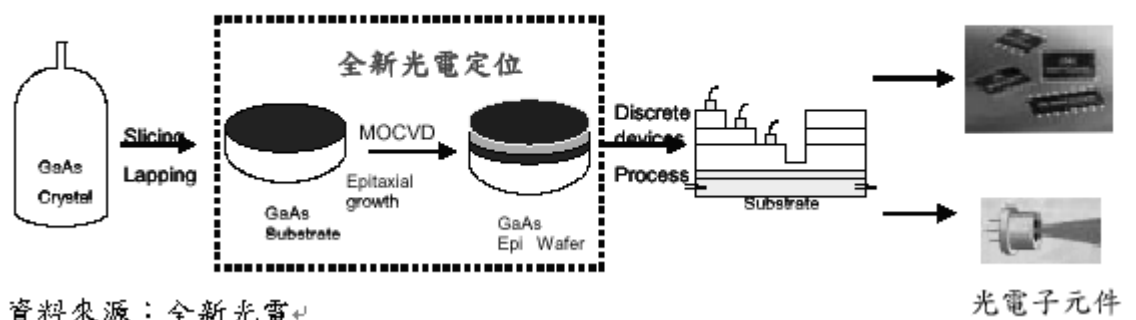 全新光電定位
GaAs
Crystal
Slicing
Lapping
GaAs
Substrate
MOCVD
Epitaxial
growth
GaAs
Epi Wafer
Discrete
devices
Process
Substrate
光電子元件
資料來源：全新光電↵